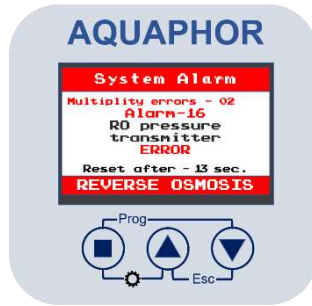 AQUAPHOR
System Alarm
Multiplity errors - 02
Alarm-16
RO pressure
transmitter
ERROR
Reset after - 13 sec.
REVERSE OSMOSIS
Prog
Esc